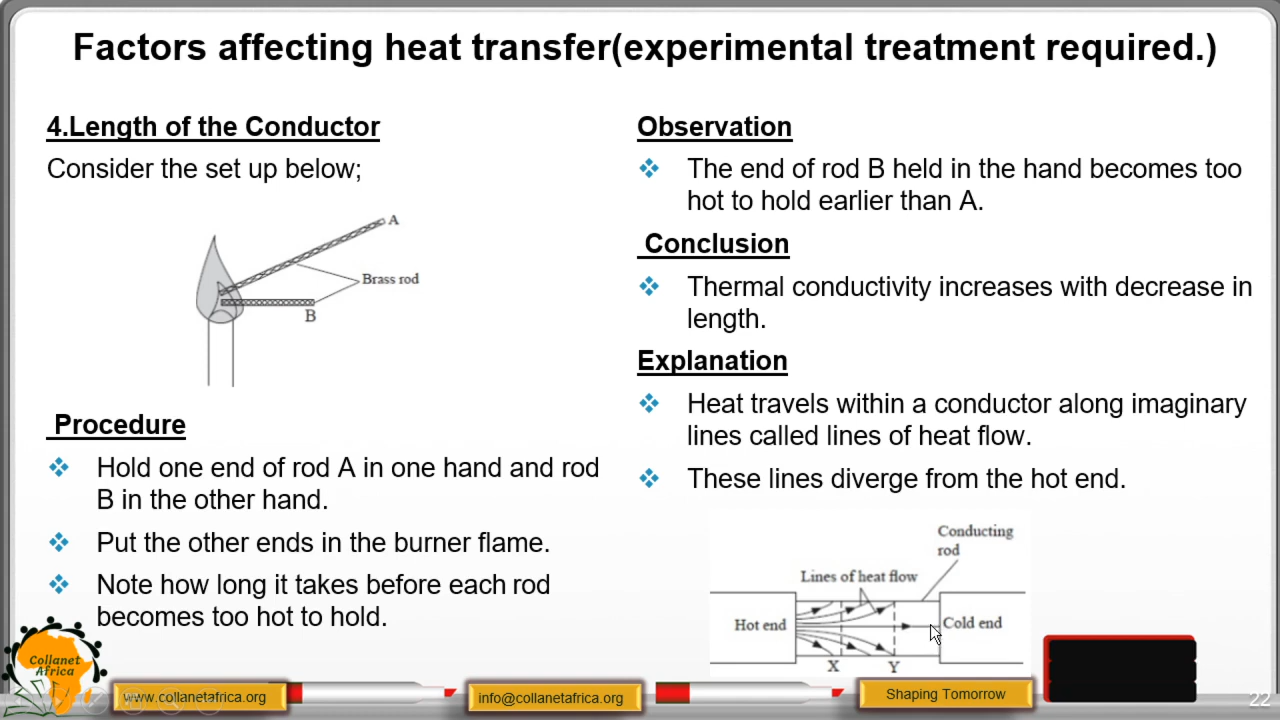 Factors affecting heat transfer(experimental treatment required.)
4.Length of the Conductor
Consider the set up below;
A
Brass rod
B
Procedure
Hold one end of rod A in one hand and rod
B in the other hand.
Put the other ends in the burner flame.
Note how long it takes before each rod
becomes too hot to hold.
Observation
The end of rod B held in the hand becomes too
hot to hold earlier than A.
Conclusion
Thermal conductivity increases with decrease in
length.
Explanation
Heat travels within a conductor along imaginary
lines called lines of heat flow.
These lines diverge from the hot end.
Conducting
rod
Lines of heat flow
Hot end
Cold end
X
Y
Collanet
Africa
www.collanetafrica.org
info@collanetafrica.org
Shaping Tomorrow
22